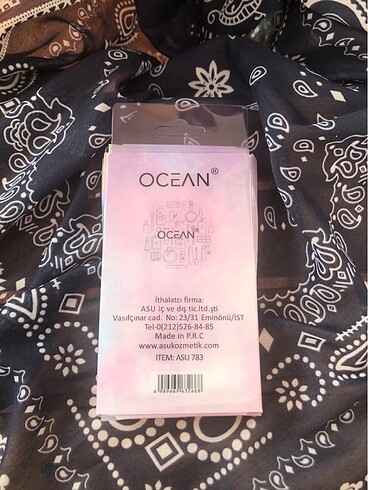 OCEAN®
OCEAN®
İthalatcı firma:
ASU iç ve dış tic.ltd.şti
Vasıfçınar cad. No: 23/31 Eminönü/İST
Tel-0(212)526-84-85
Made in P.R.C
www.asukozmetik.com
ITEM: ASU 783